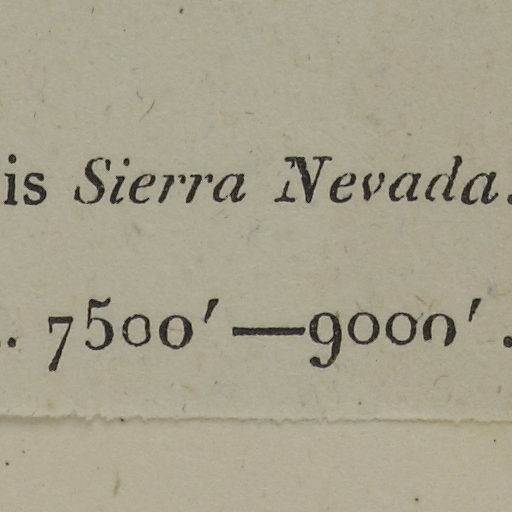 is Sierra Nevada.
. 7500′—9000′ .